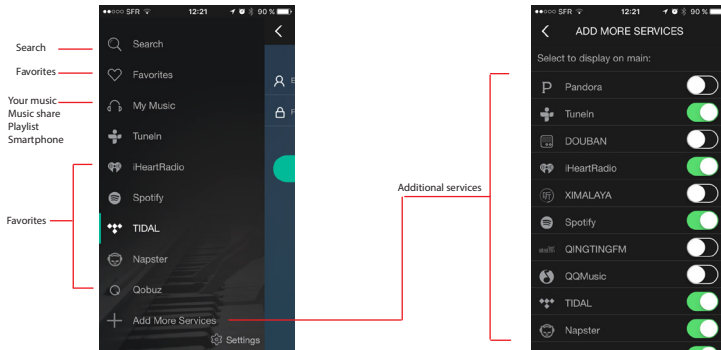 Search
Favorites
Your music
Music share
Playlist
Smartphone
Favorites
SFR 12:21 90 %
Search
Favorites
My Music
TuneIn
iHeartRadio
Spotify
TIDAL
Napster
Qobuz
Add More Services
Settings
Additional services
SFR 12:21 90 %
ADD MORE SERVICES
Select to display on main:
Pandora
TuneIn
DOUBAN
iHeartRadio
XIMALAYA
Spotify
QINGTINGFM
QQMusic
TIDAL
Napster